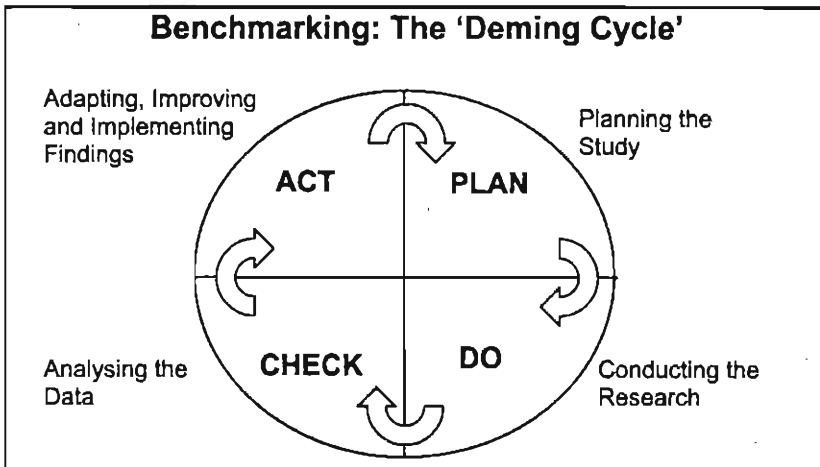 Benchmarking: The 'Deming Cycle'
Adapting, Improving
and Implementing
Findings
Planning the
Study
ACT
PLAN
CHECK
DO
Analysing the
Data
Conducting the
Research